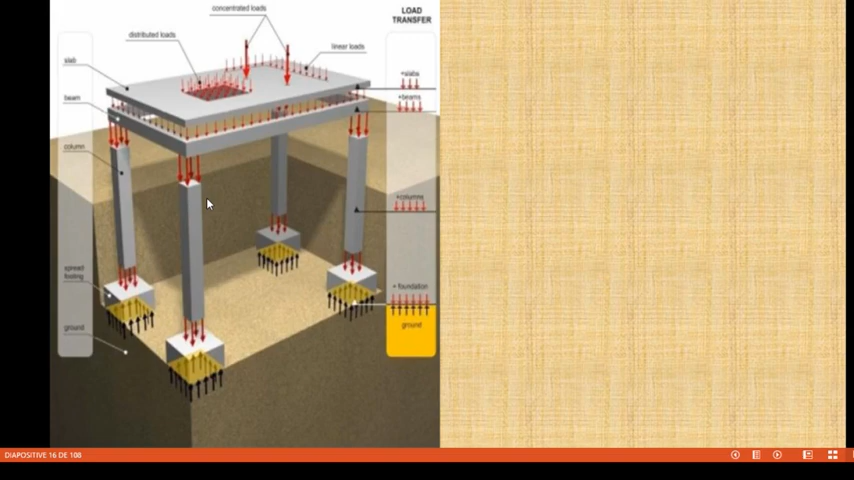 concentrated loads
LOAD
TRANSFER
distributed loads
linear loads
slab
+slabs
beam
+beams
column
+columns
spread
footing
+ foundation
ground
ground
DIAPOSITIVE 16 DE 108